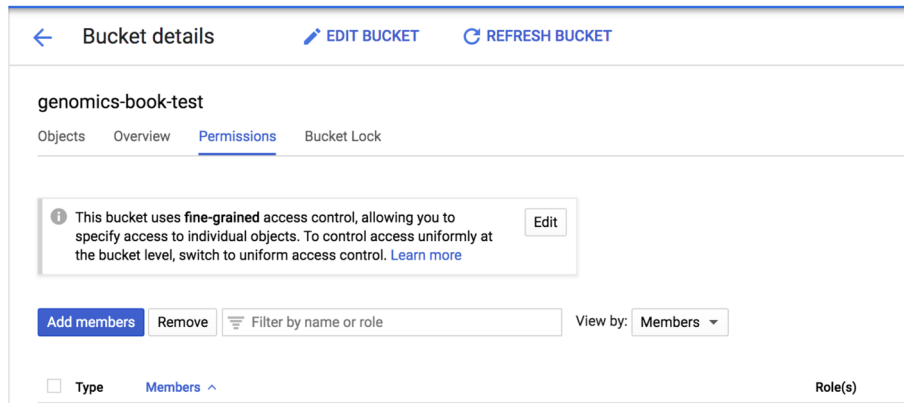 Bucket details EDIT BUCKET REFRESH BUCKET
genomics-book-test
Objects Overview Permissions Bucket Lock
This bucket uses fine-grained access control, allowing you to
specify access to individual objects. To control access uniformly at
the bucket level, switch to uniform access control. Learn more
Edit
Add members Remove Filter by name or role View by: Members
Type Members Role(s)